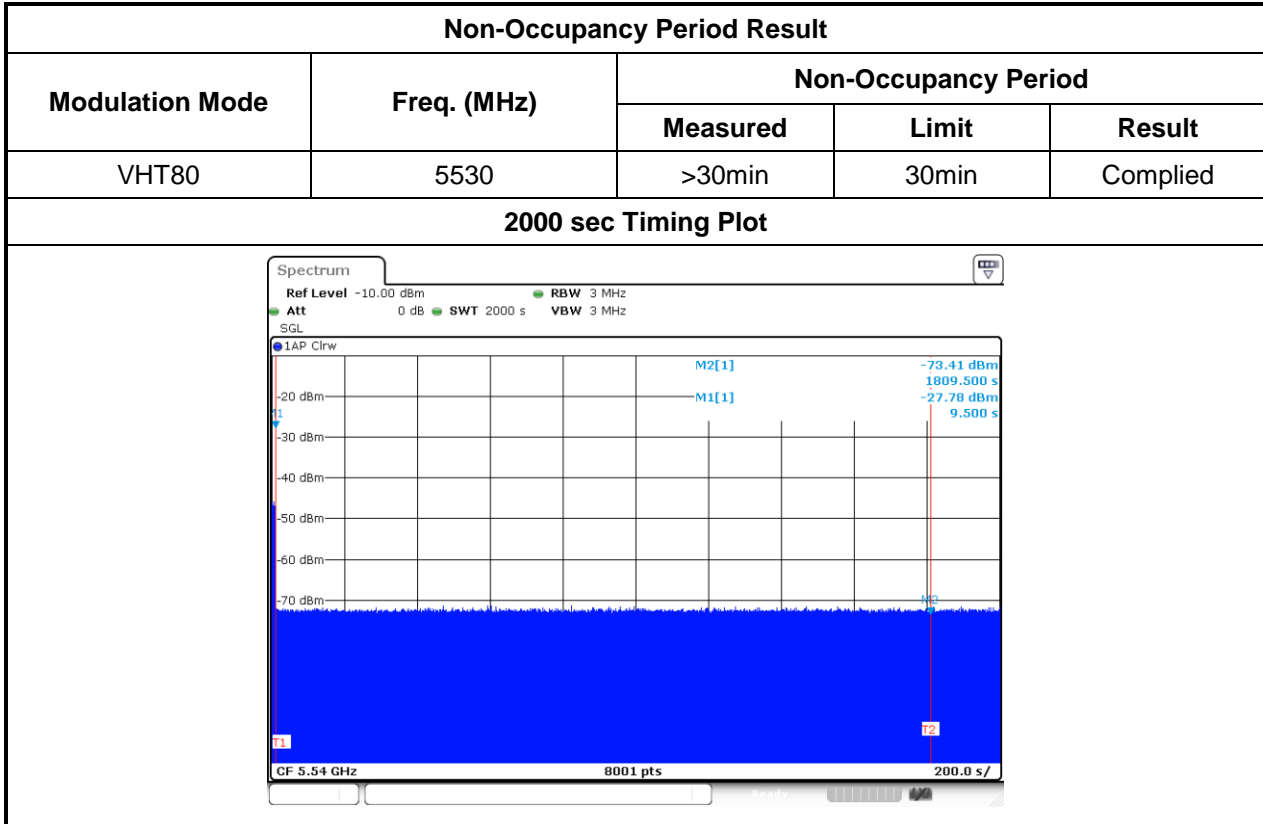 Non-Occupancy Period Result
Modulation Mode Freq. (MHz) Non-Occupancy Period
Measured Limit Result
VHT80 5530 >30min 30min Complied
2000 sec Timing Plot
Spectrum
Ref Level -10.00 dBm RBW 3 MHz
Att 0 dB SWT 2000 s VBW 3 MHz
SGL
1AP Clrw
M2[1] -73.41 dBm
1809.500 s
-20 dBm M1[1] -27.78 dBm
M1 9.500 s
-30 dBm
-40 dBm
-50 dBm
-60 dBm
-70 dBm M2
T2
T1
CF 5.54 GHz 8001 pts 200.0 s/
Ready